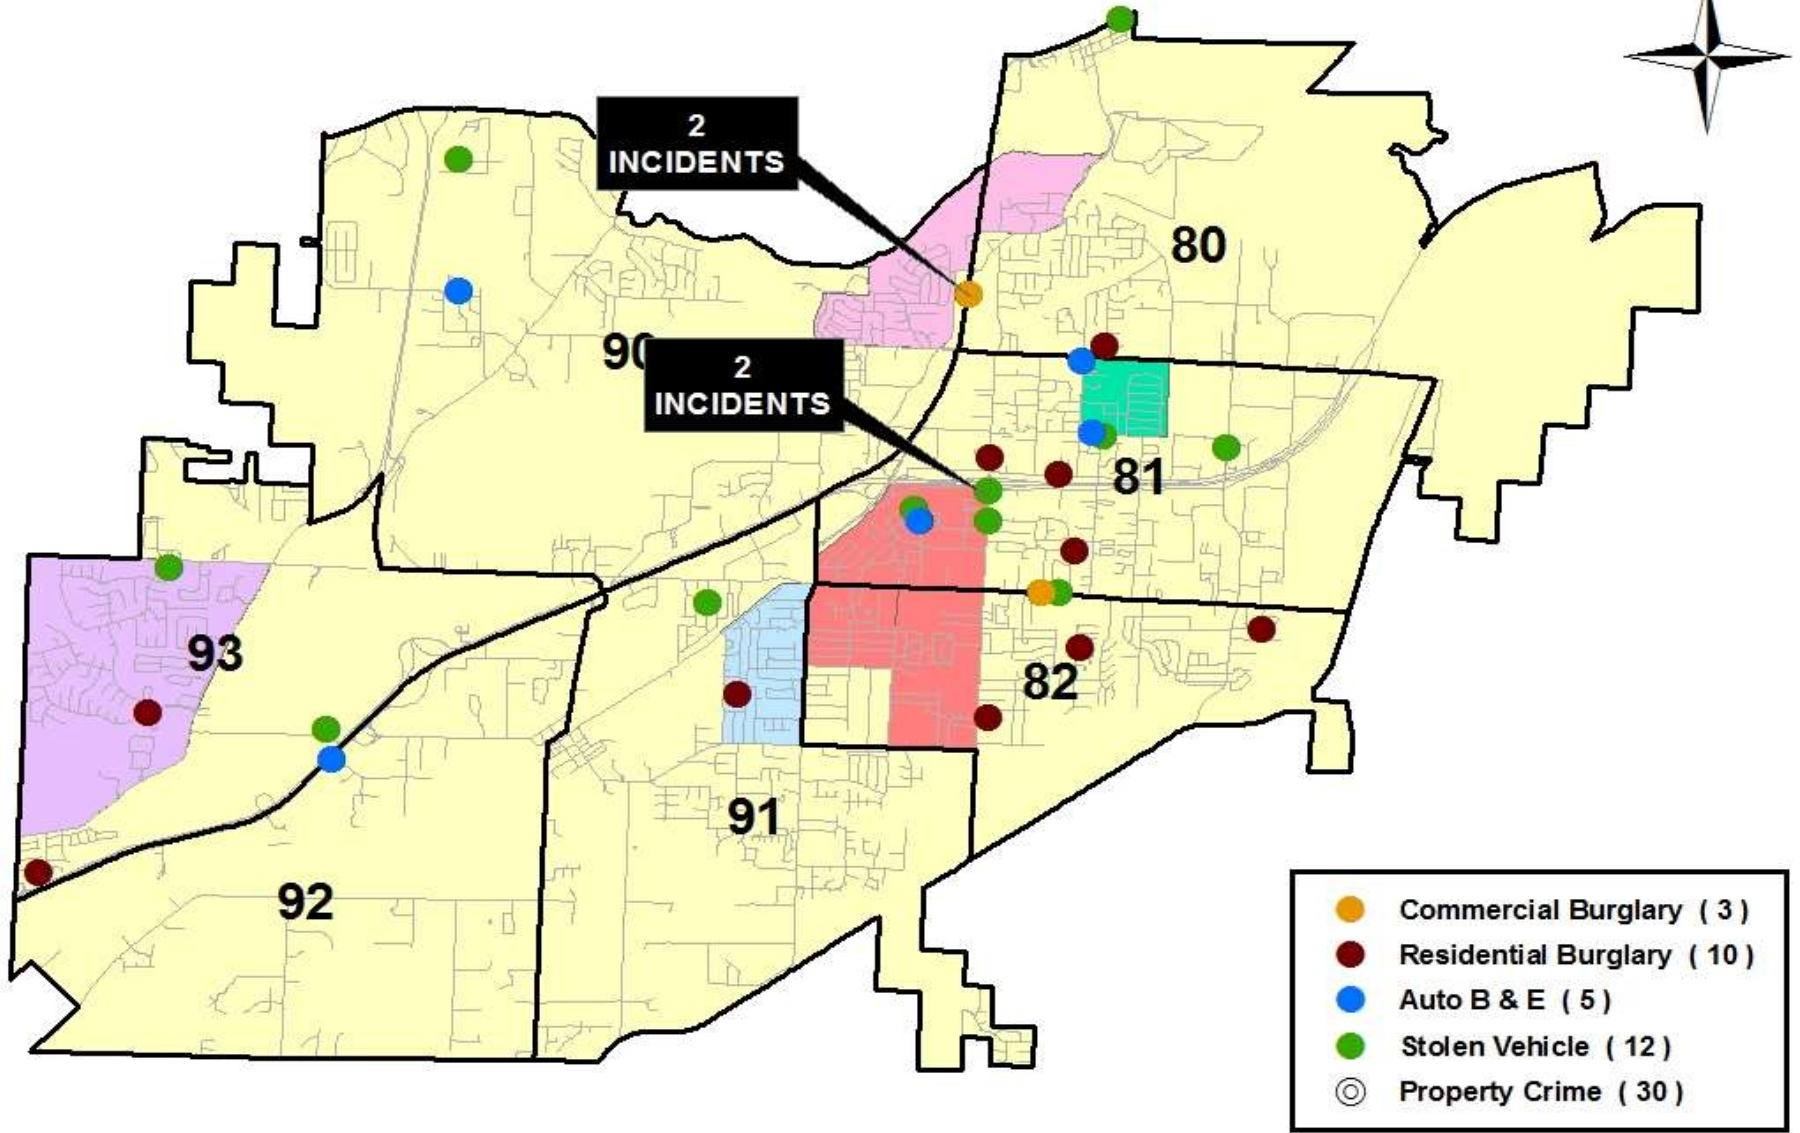 2
INCIDENTS
80
90
2
INCIDENTS
81
93
82
91
92
Commercial Burglary ( 3 )
Residential Burglary ( 10 )
Auto B & E ( 5 )
Stolen Vehicle ( 12 )
Property Crime ( 30 )